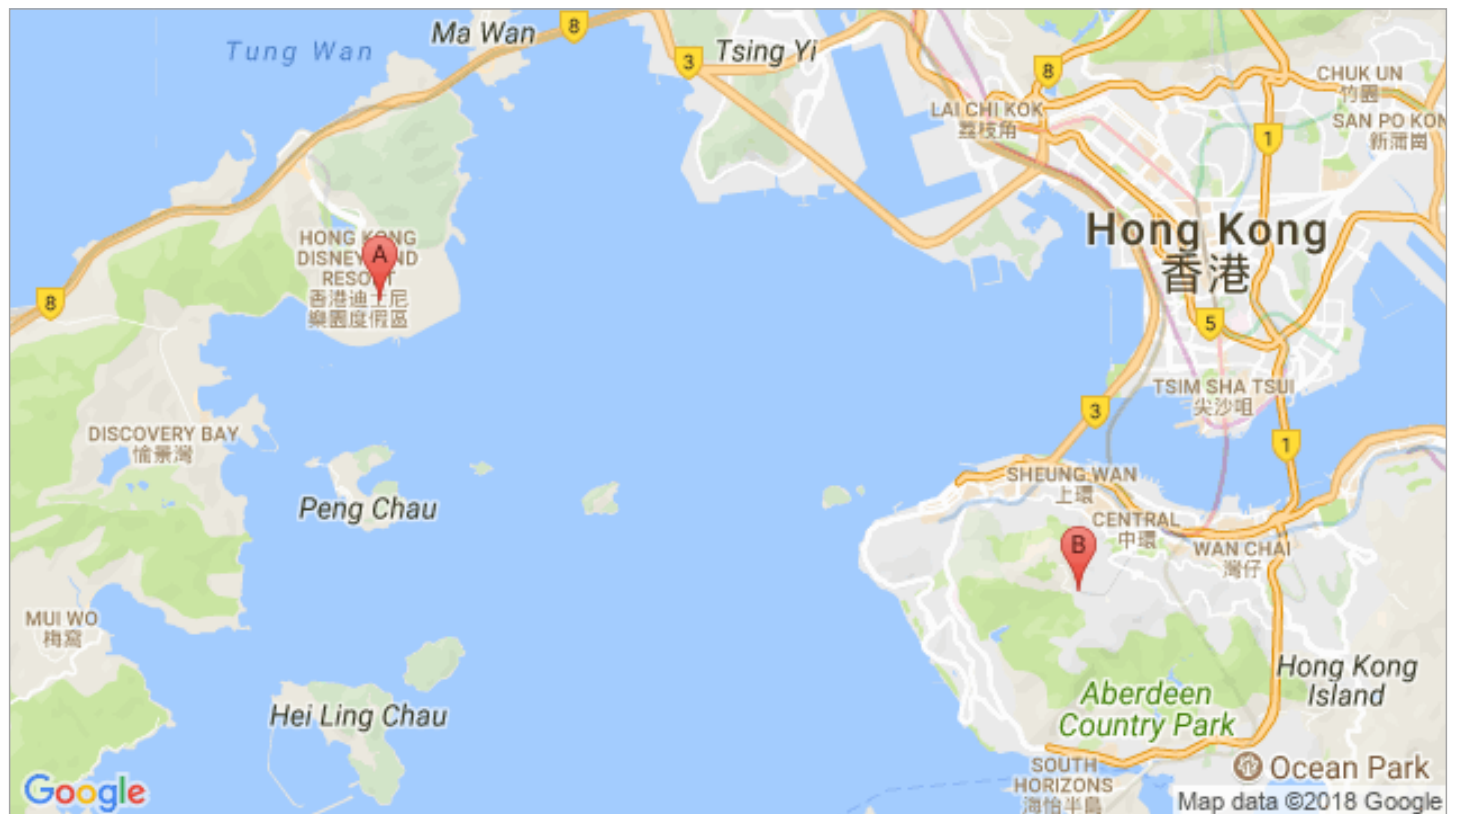 Tung Wan
Ma Wan
8
3
Tsing Yi
8
CHUK UN
竹園
LAI CHI KOK
荔枝角
SAN PO KON
新蒲崗
1
Hong Kong
香港
HONG KONG
DISNEYLAND
RESORT
香港迪士尼
樂園度假區
A
8
5
TSIM SHA TSUI
尖沙咀
3
1
DISCOVERY BAY
愉景灣
SHEUNG WAN
上環
Peng Chau
CENTRAL
中環
B
WAN CHAI
灣仔
MUI WO
梅窩
Hong Kong
Island
Aberdeen
Country Park
Hei Ling Chau
SOUTH
HORIZONS
海怡半島
Ocean Park
Google
Map data ©2018 Google